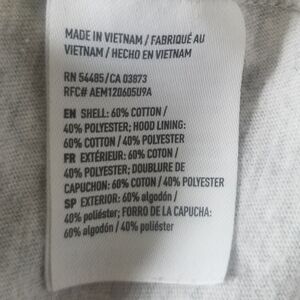 MADE IN VIETNAM / FABRIQUÉ AU
VIETNAM / HECHO EN VIETNAM
RN 54485/CA 03873
RFC# AEM120605U9A
EN SHELL: 60% COTTON /
40% POLYESTER; HOOD LINING:
60% COTTON / 40% POLYESTER
FR EXTÉRIEUR: 60% COTON /
40% POLYESTER; DOUBLURE DE
CAPUCHON: 60% COTON / 40% POLYESTER
SP EXTERIOR: 60% algodón /
40% poliéster; FORRO DE LA CAPUCHA:
60% algodón / 40% poliéster